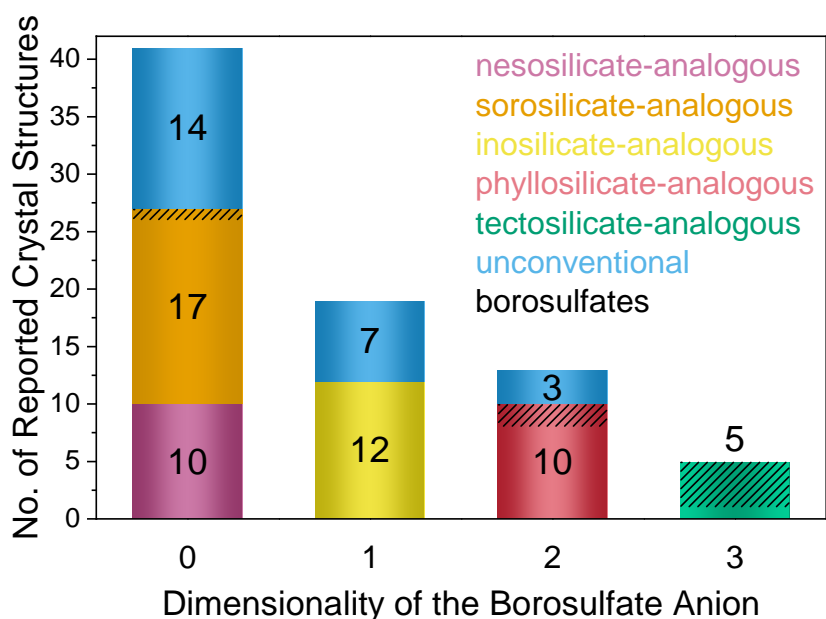 No. of Reported Crystal Structures
40
35
30
25
20
15
10
5
0
14
17
10
7
12
3
10
5
nesosilicate-analogous
sorosilicate-analogous
inosilicate-analogous
phyllosilicate-analogous
tectosilicate-analogous
unconventional
borosulfates
0 1 2 3
Dimensionality of the Borosulfate Anion